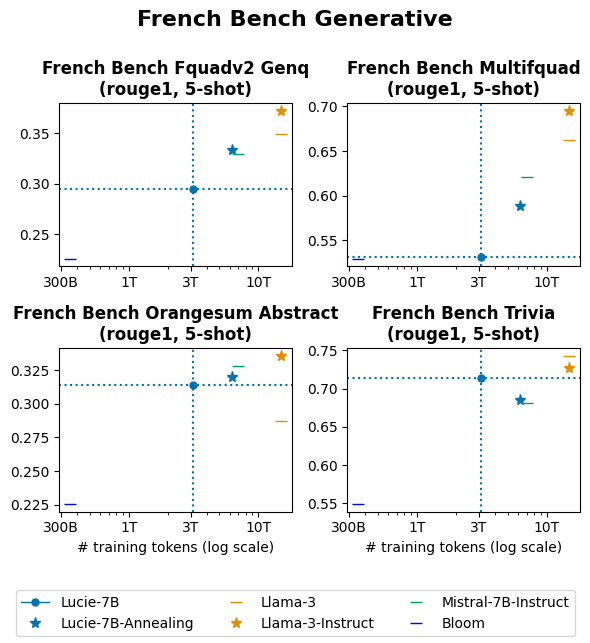 French Bench Generative
French Bench Fquadv2 Genq
(rouge1, 5-shot)
0.35
0.30
0.25
300B 1T 3T 10T
French Bench Multifquad
(rouge1, 5-shot)
0.70
0.65
0.60
0.55
300B 1T 3T 10T
French Bench Orangesum Abstract
(rouge1, 5-shot)
0.325
0.300
0.275
0.250
0.225
300B 1T 3T 10T
# training tokens (log scale)
French Bench Trivia
(rouge1, 5-shot)
0.75
0.70
0.65
0.60
0.55
300B 1T 3T 10T
# training tokens (log scale)
Lucie-7B
Lucie-7B-Annealing
Llama-3
Llama-3-Instruct
Mistral-7B-Instruct
Bloom